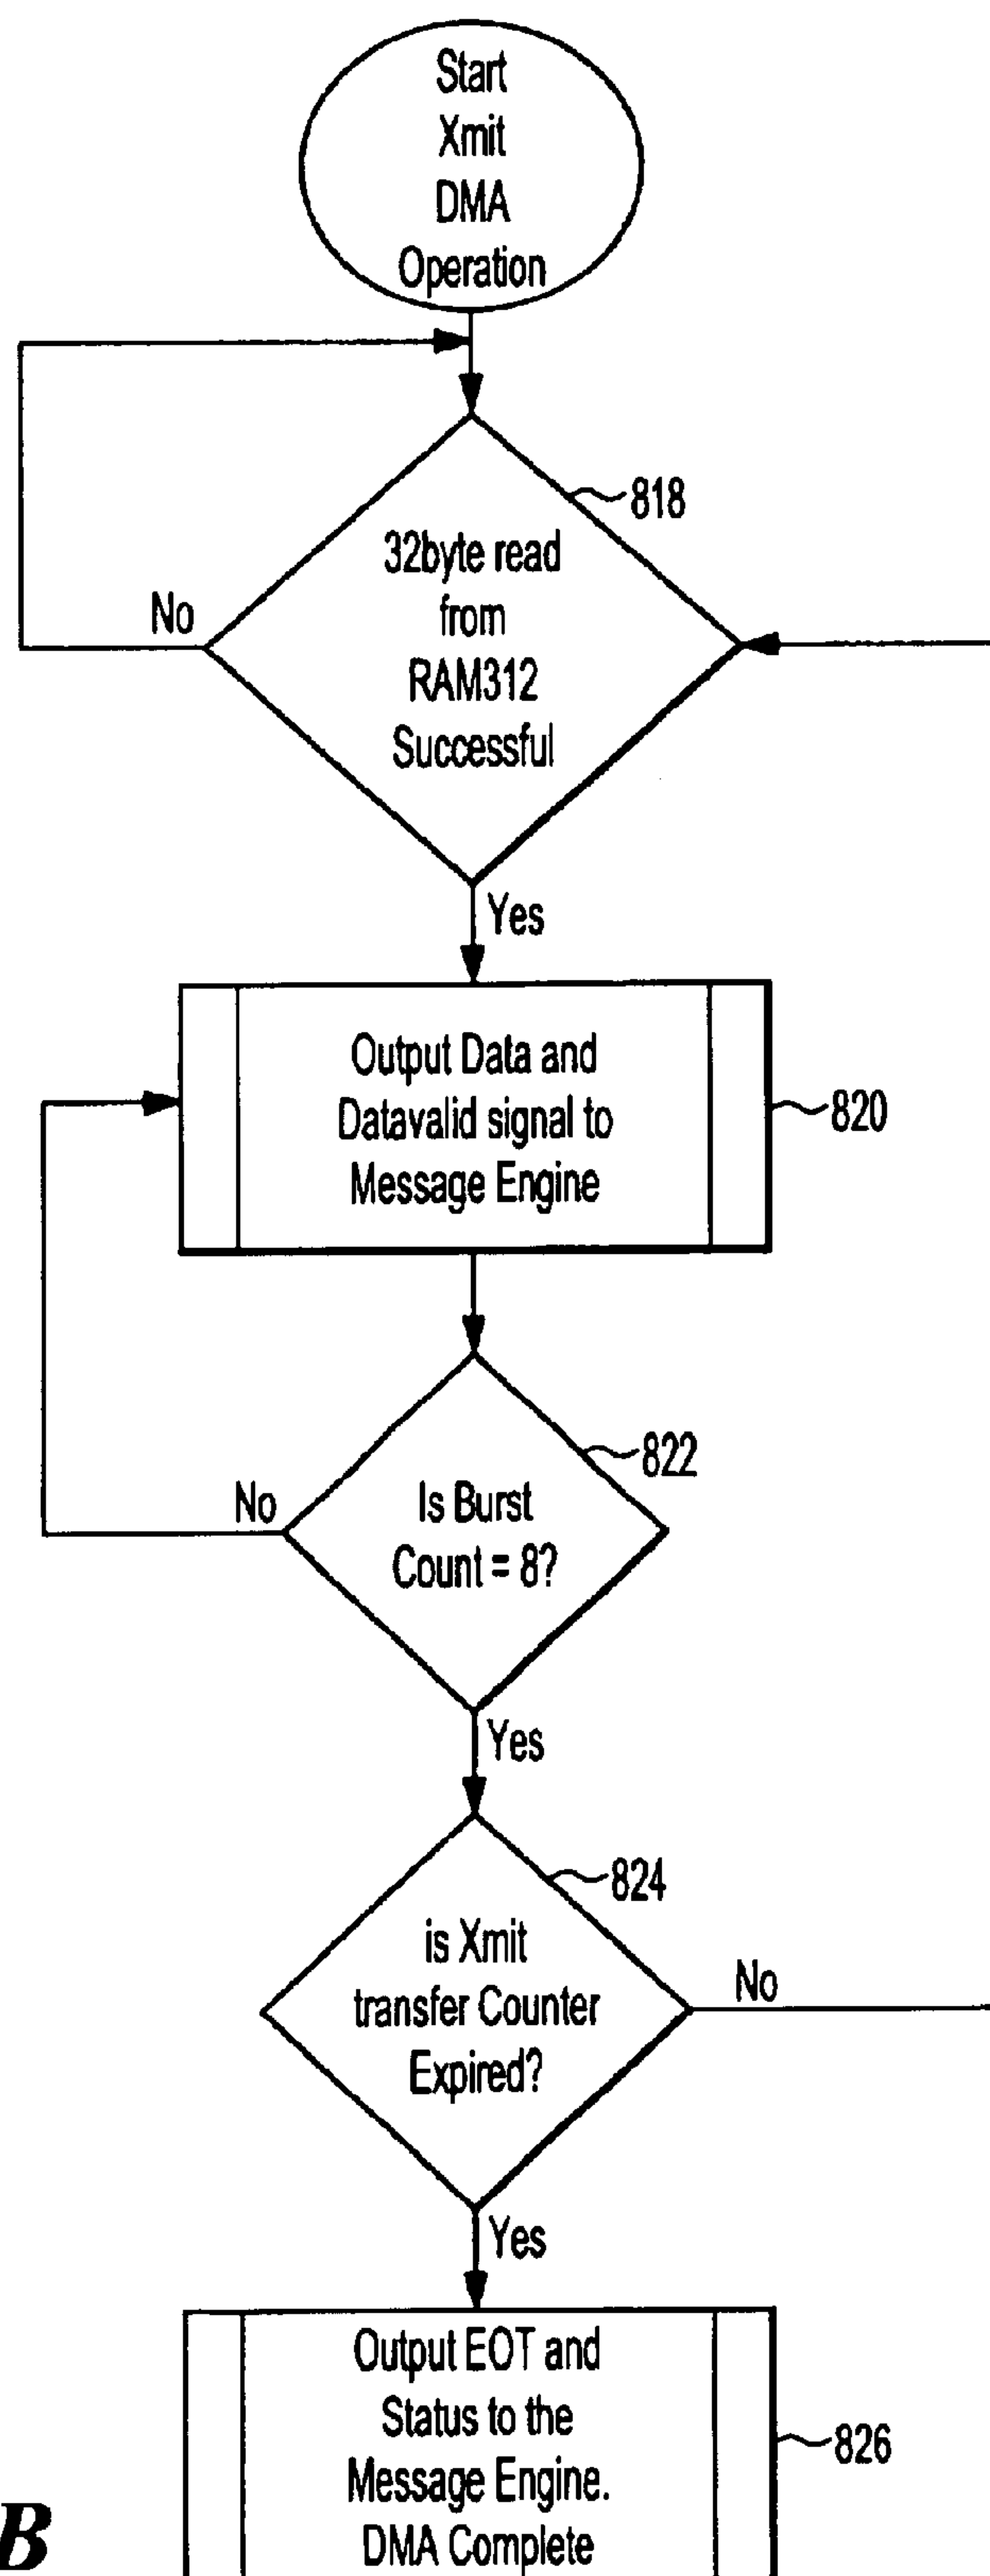 Start
Xmit
DMA
Operation
818
32byte read
from
RAM312
Successful
No
Yes
Output Data and
Datavalid signal to
Message Engine
820
822
Is Burst
Count = 8?
No
Yes
824
is Xmit
transfer Counter
Expired?
No
Yes
Output EOT and
Status to the
Message Engine.
DMA Complete
826
B